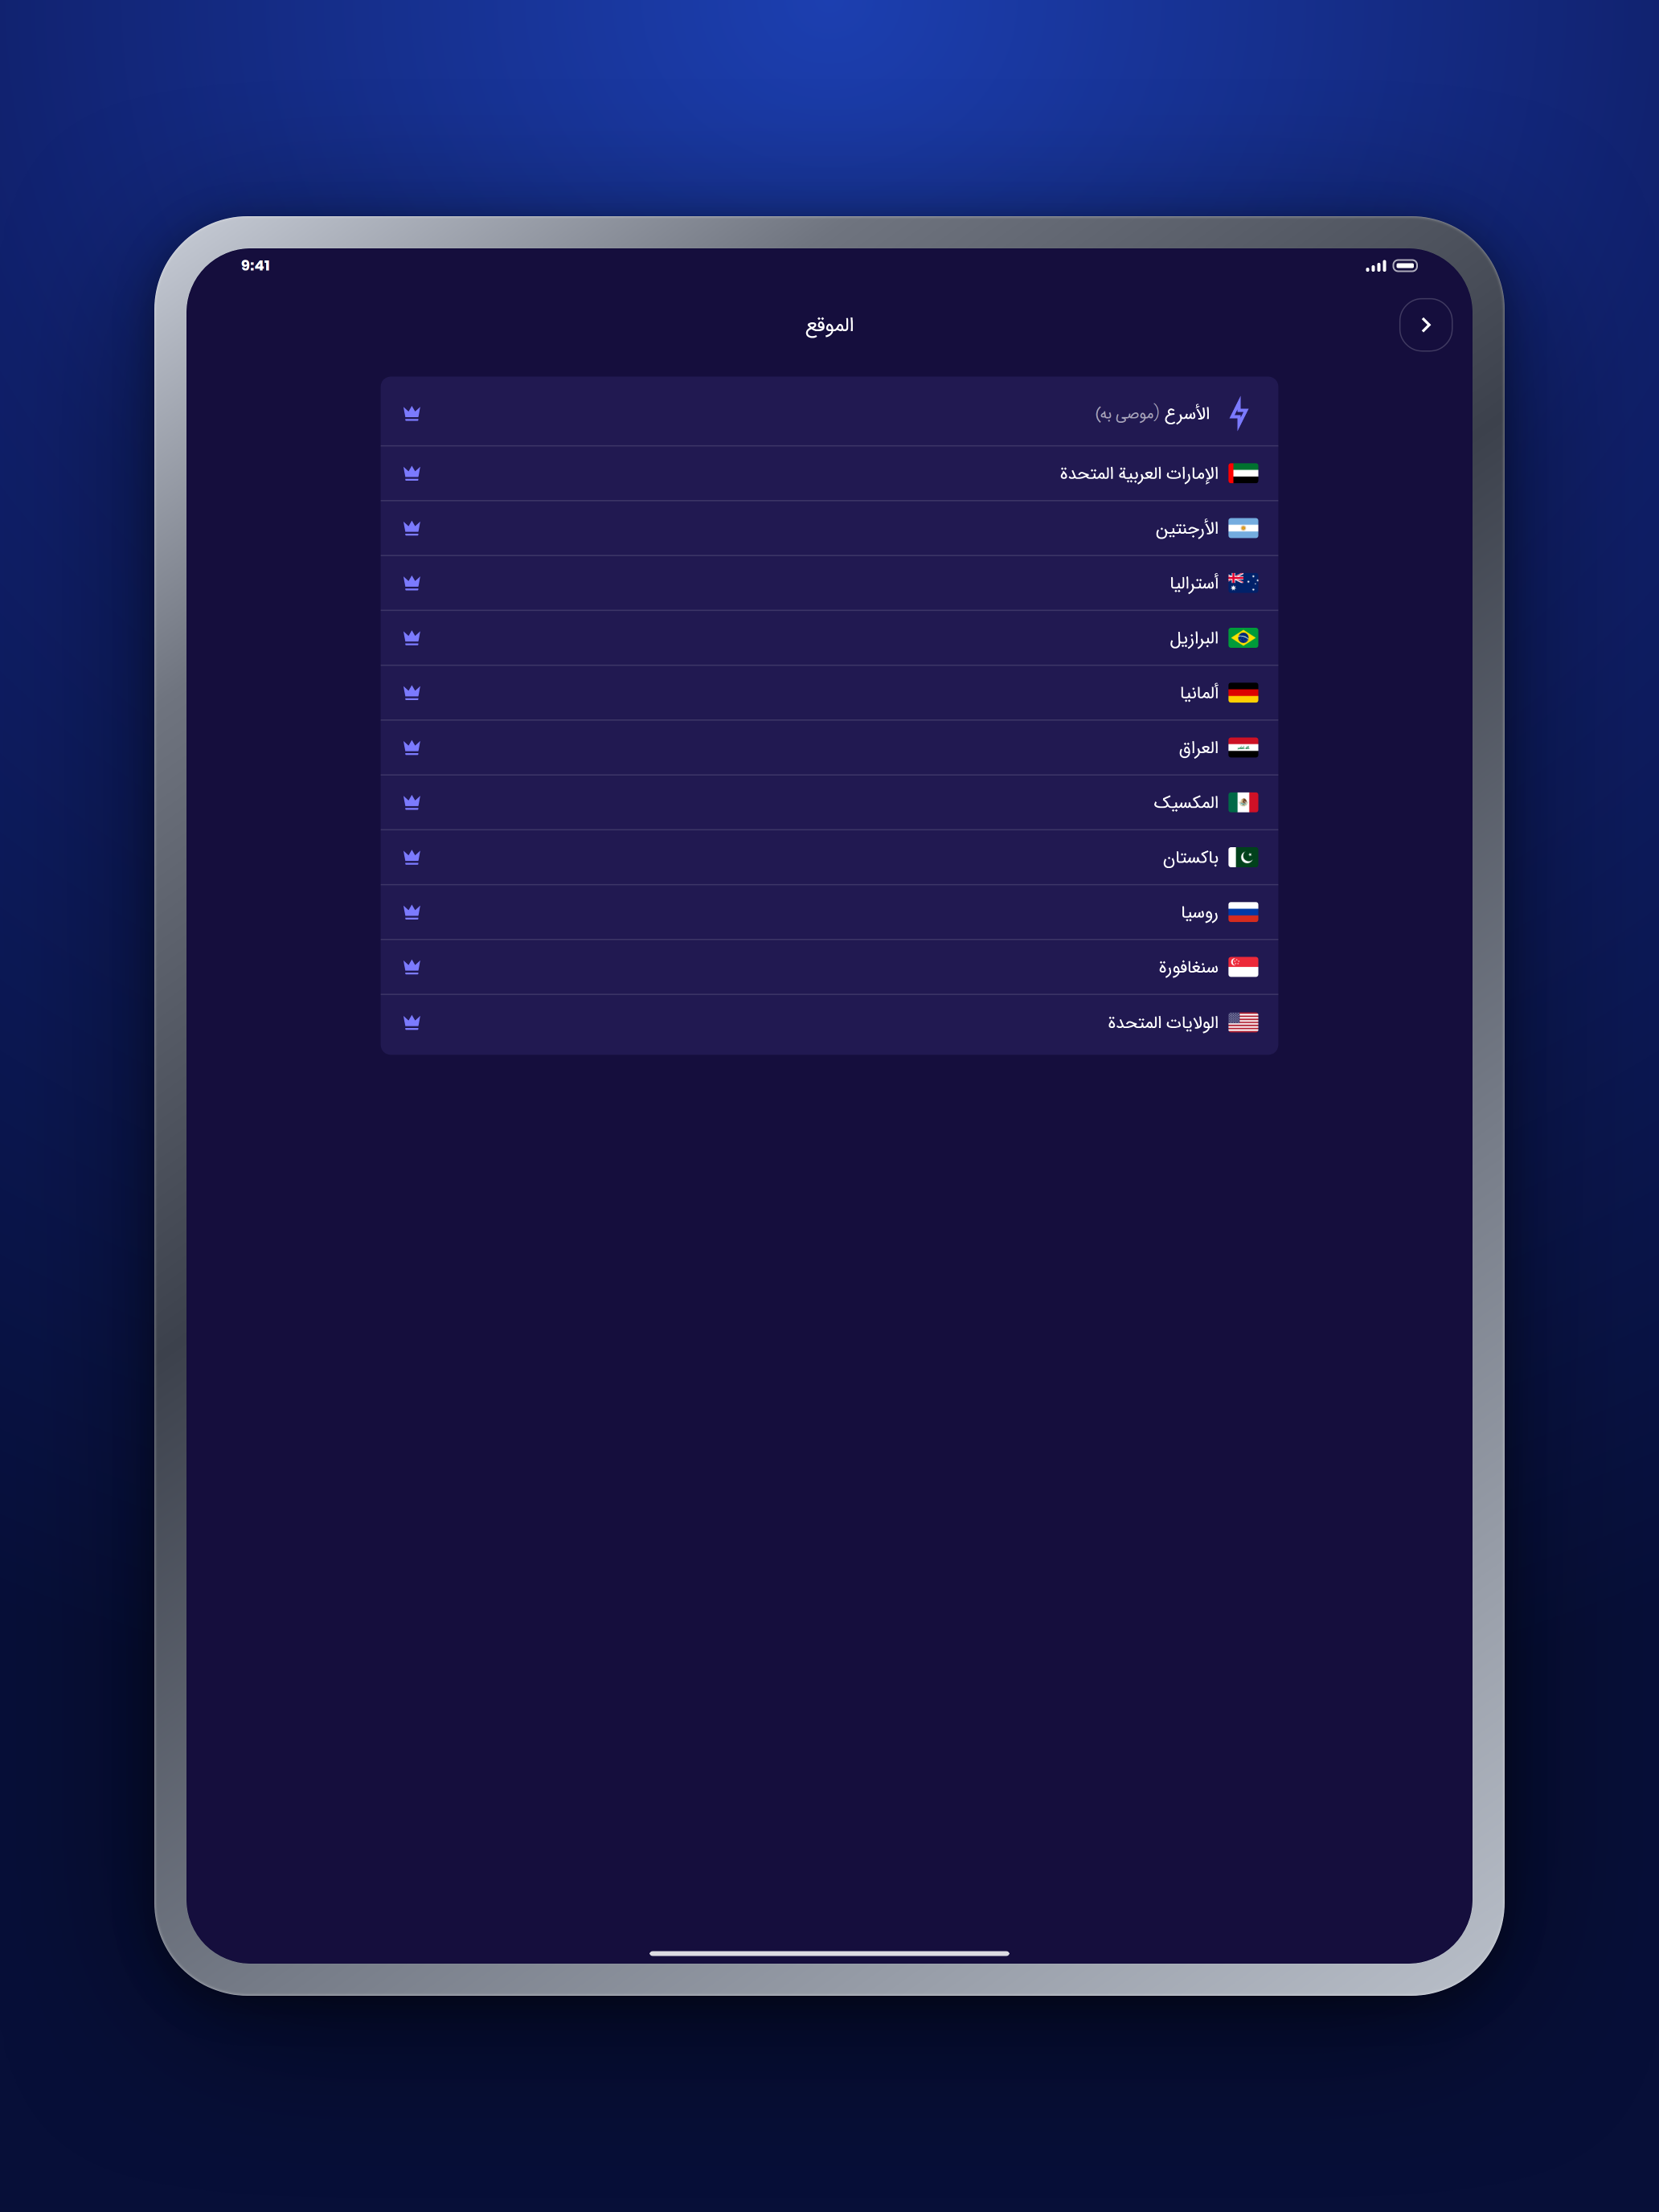 9:41
الموقع
الأسرع (موصى به)
الإمارات العربية المتحدة
الأرجنتين
أستراليا
البرازيل
ألمانيا
العراق
المكسيك
باكستان
روسيا
سنغافورة
الولايات المتحدة